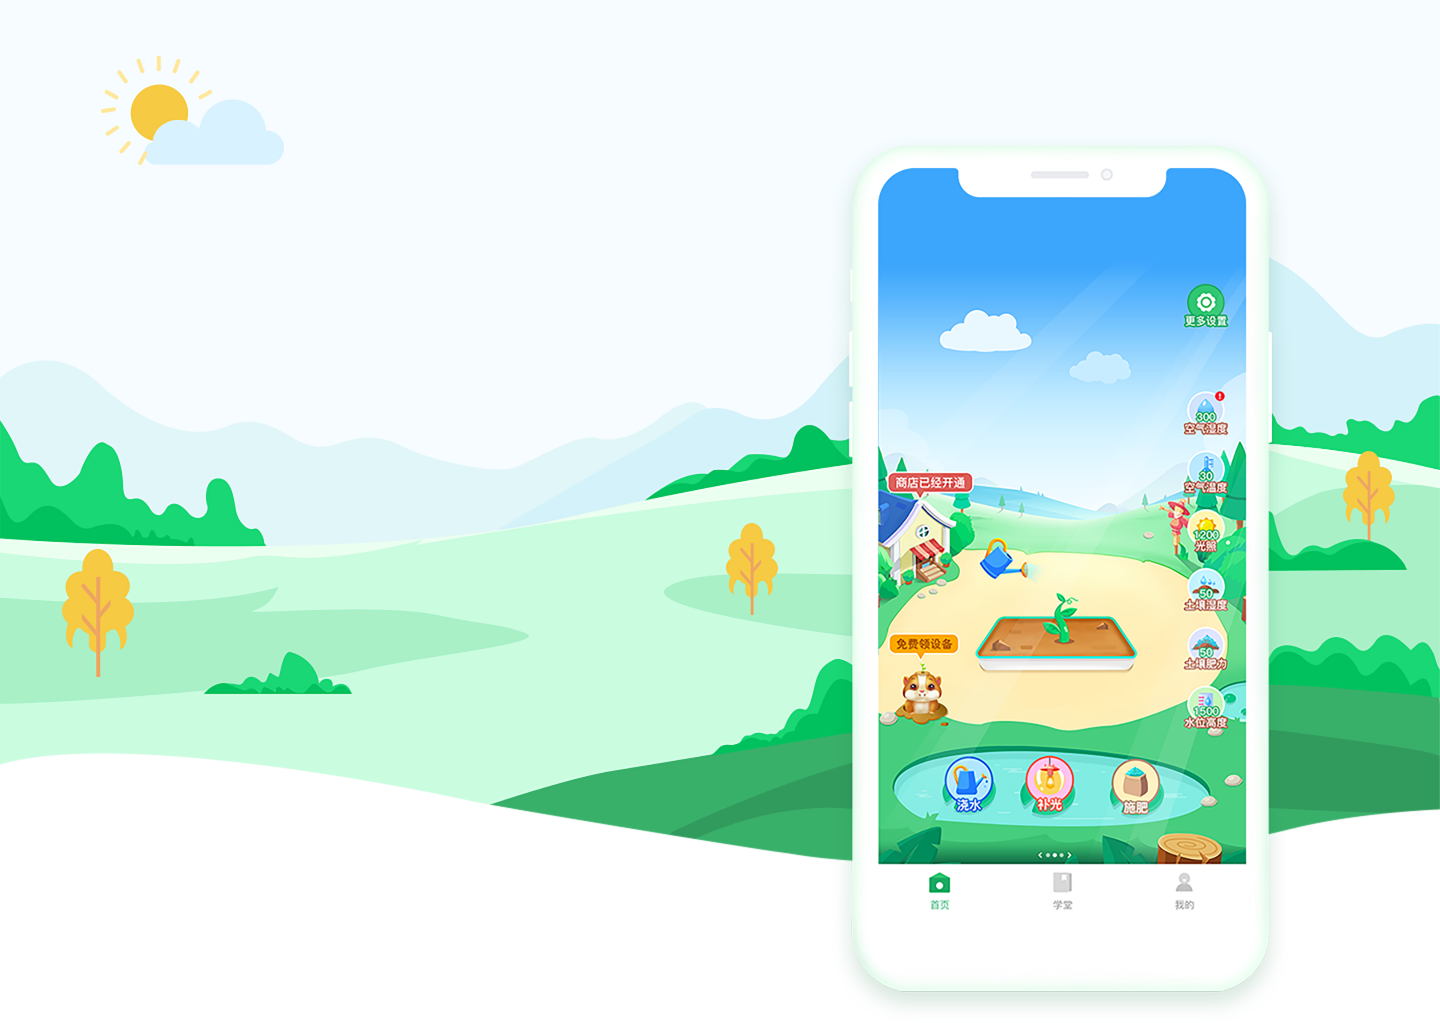 更多设置
300
空气湿度
商店已经开通
30
空气温度
1200
光照
50
土壤湿度
免费领设备
50
土壤肥力
1500
水位高度
浇水
补光
施肥
首页
学堂
我的